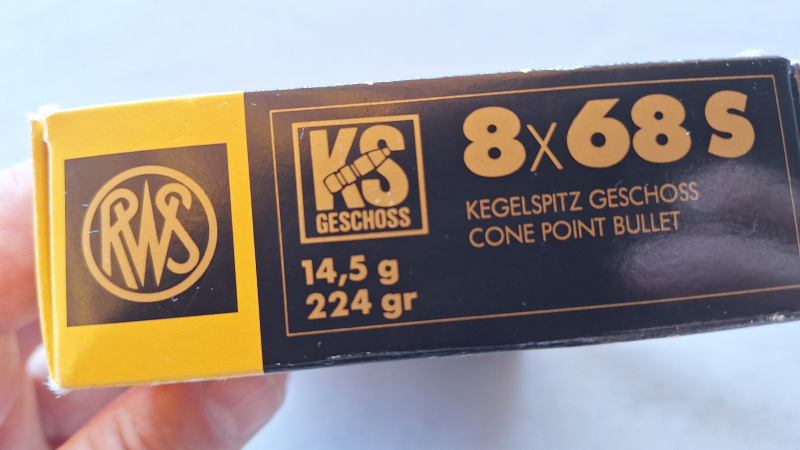 RWS
KS
GESCHOSS
14,5 g
224 gr
8x68 S
KEGELSPITZ GESCHOSS
CONE POINT BULLET